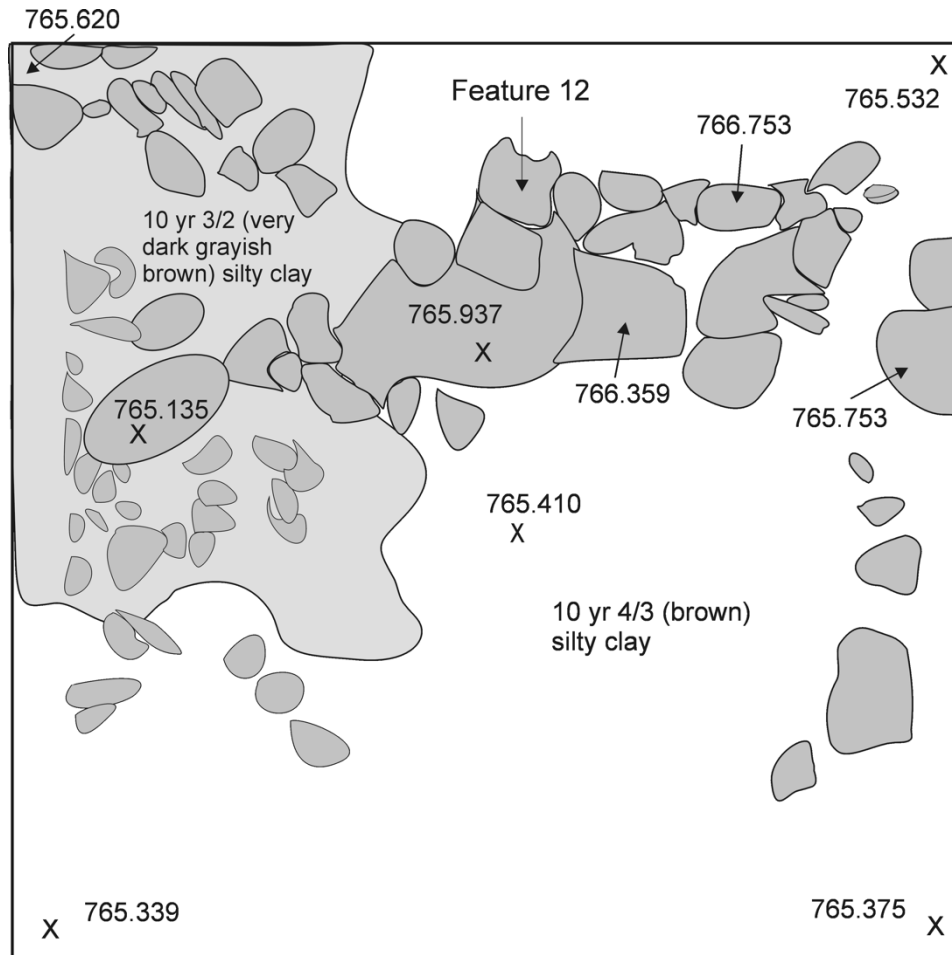 765.620
X
Feature 12
765.532
766.753
10 yr 3/2 (very
dark grayish
brown) silty clay
765.937
X
766.359
765.753
765.135
X
765.410
X
10 yr 4/3 (brown)
silty clay
765.339
X
765.375
X